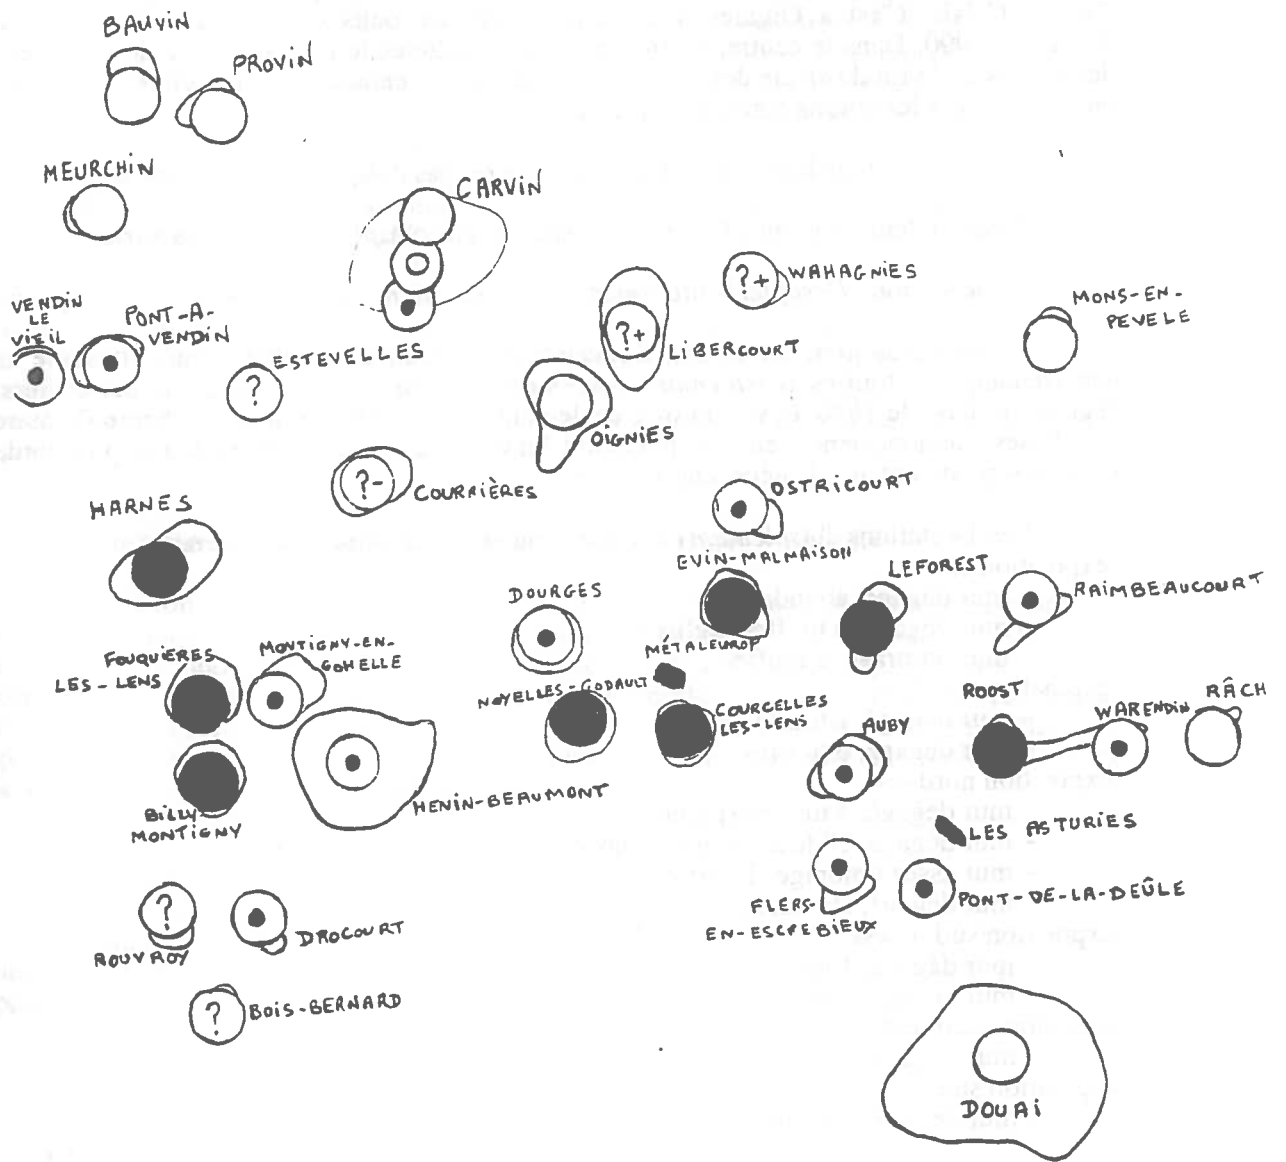 BAUVIN
PROVIN
MEURCHIN
CARVIN
WAHAGNIES
VENDIN
LE
VIEIL
PONT-A-
VENDIN
ESTEVELLES
?
?+
?+
LIBERCOURT
MONS-EN-
PEVELE
OIGNIES
?-
COURRIÈRES
HARNES
OSTRICOURT
EVIN-MALMAISON
LEFOREST
RAIMBEAUCOURT
DOURGES
MÉTALEUROP
FOUQUIÈRES
LES-LENS
MONTIGNY-EN-
GOHELLE
NOYELLES-GODAULT
COURCELLES
LES-LENS
AUBY
ROOST
WARENDIN
RÂCH
HENIN-BEAUMONT
BILLY-
MONTIGNY
LES ASTURIES
FLERS-
EN-ESCREBIEUX
PONT-DE-LA-DEÛLE
?
ROUVROY
DROCOURT
?
BOIS-BERNARD
DOUAI